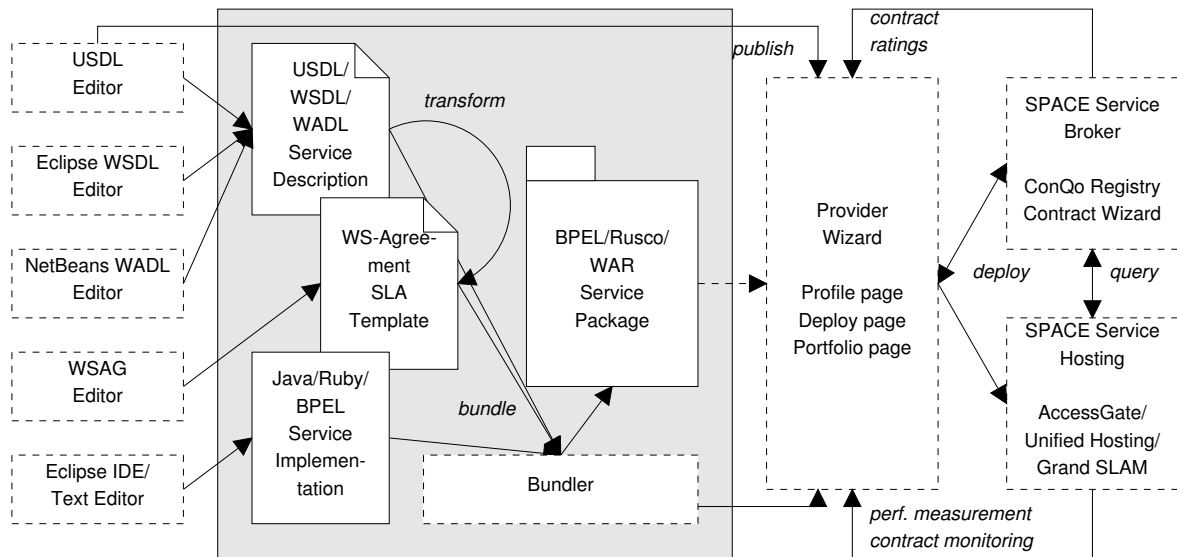 USDL
Editor
Eclipse WSDL
Editor
NetBeans WADL
Editor
WSAG
Editor
Eclipse IDE/
Text Editor
USDL/
WSDL/
WADL
Service
Description
transform
WS-Agree-
ment
SLA
Template
Java/Ruby/
BPEL
Service
Implemen-
tation
bundle
BPEL/Rusco/
WAR
Service
Package
Bundler
publish
contract
ratings
Provider
Wizard
Profile page
Deploy page
Portfolio page
deploy
query
SPACE Service
Broker
ConQo Registry
Contract Wizard
SPACE Service
Hosting
AccessGate/
Unified Hosting/
Grand SLAM
perf. measurement
contract monitoring